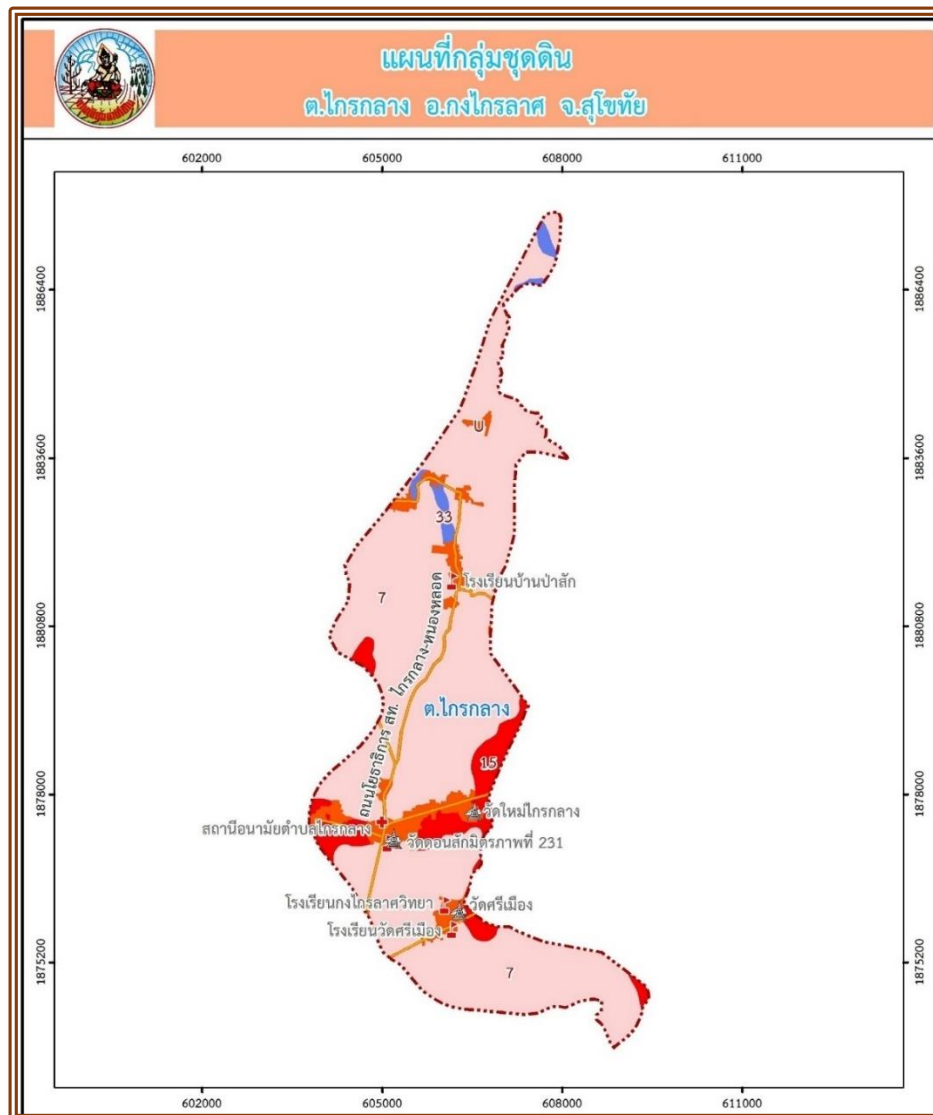 แผนที่กลุ่มชุดดิน
ต.ไกรกลาง อ.กงไกรลาศ จ.สุโขทัย
602000 605000 608000 611000
1886400 1886400
U
1883600 1883600
33
โรงเรียนบ้านป่าสัก
7
1880800 1880800
ถนนโยธาธิการ สท. ไกรกลาง-หนองหลอด
ต.ไกรกลาง
15
1878000 1878000
วัดใหม่ไกรกลาง
สถานีอนามัยตำบลไกรกลาง
วัดดอนสักมิตรภาพที่ 231
โรงเรียนกงไกรลาศวิทยา
วัดศรีเมือง
โรงเรียนวัดศรีเมือง
1875200 1875200
7
602000 605000 608000 611000